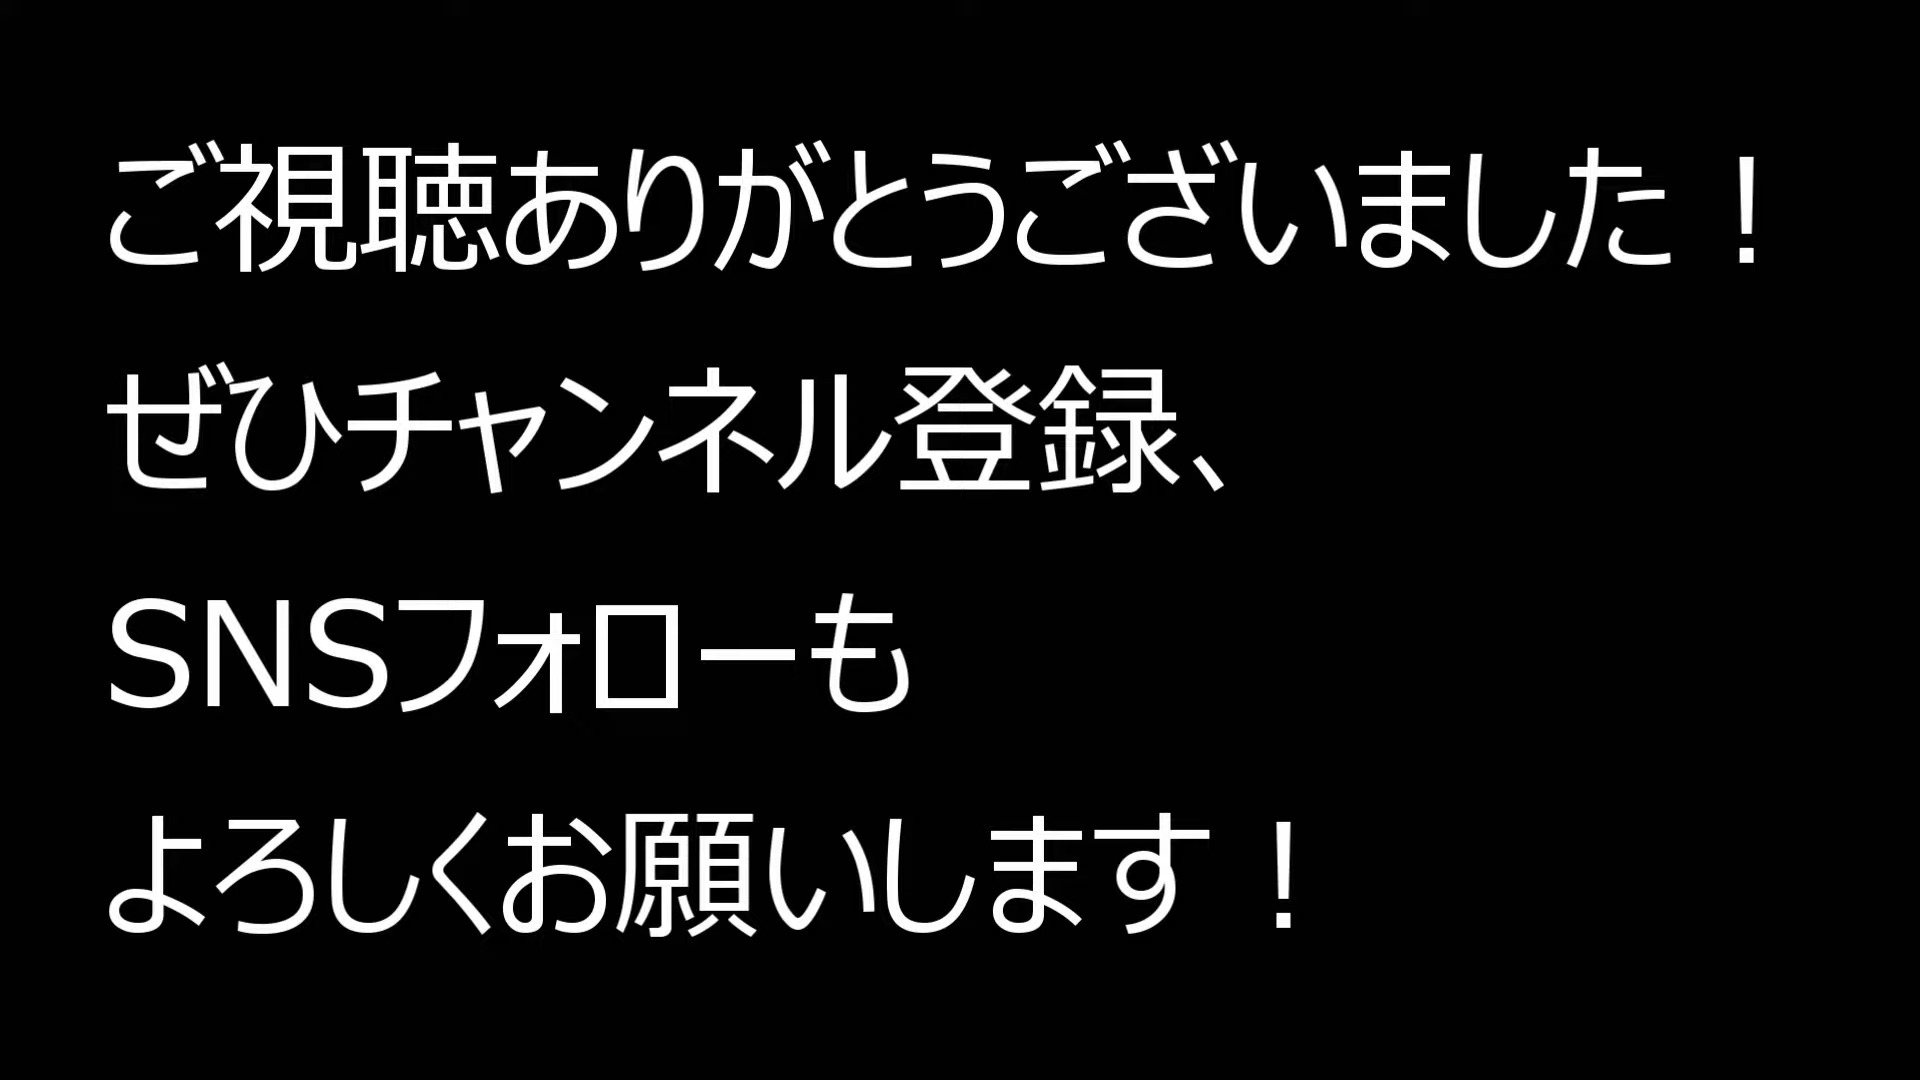 ご視聴ありがとうございました！
ぜひチャンネル登録、
SNSフォローも
よろしくお願いします！